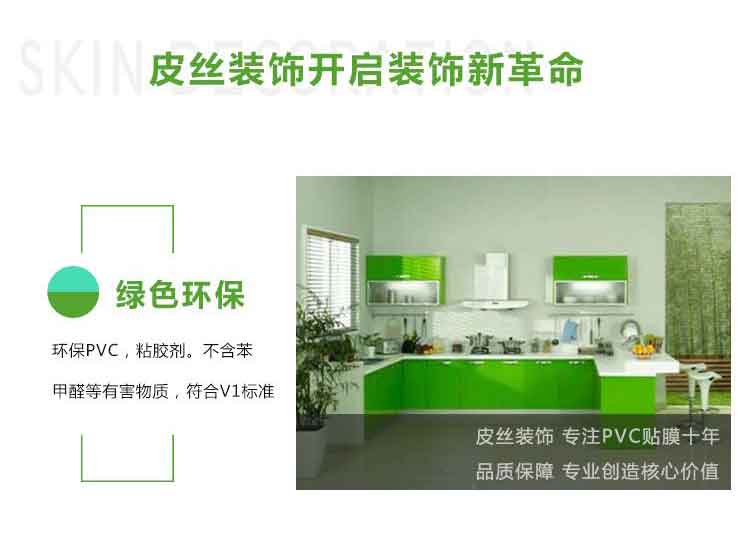 SKIN DECORATION
皮丝装饰开启装饰新革命
绿色环保
环保PVC，粘胶剂。不含苯
甲醛等有害物质，符合V1标准
皮丝装饰 专注PVC贴膜十年
品质保障 专业创造核心价值